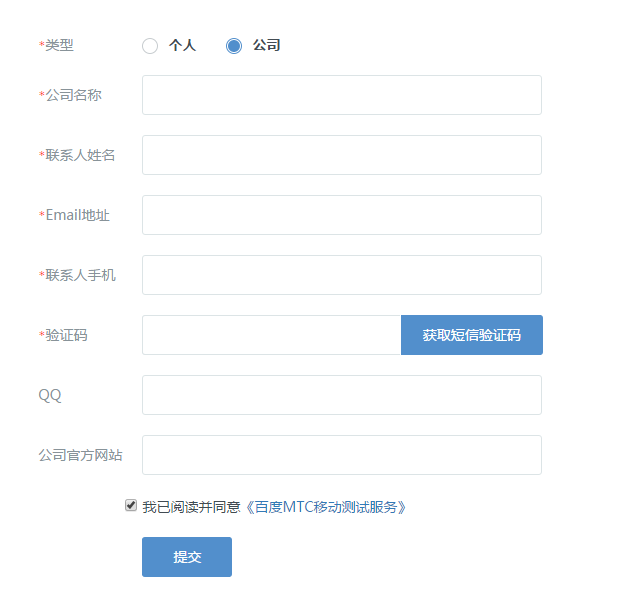 *类型 个人 公司
*公司名称
*联系人姓名
*Email地址
*联系人手机
*验证码 获取短信验证码
QQ
公司官方网站
我已阅读并同意《百度MTC移动测试服务》
提交